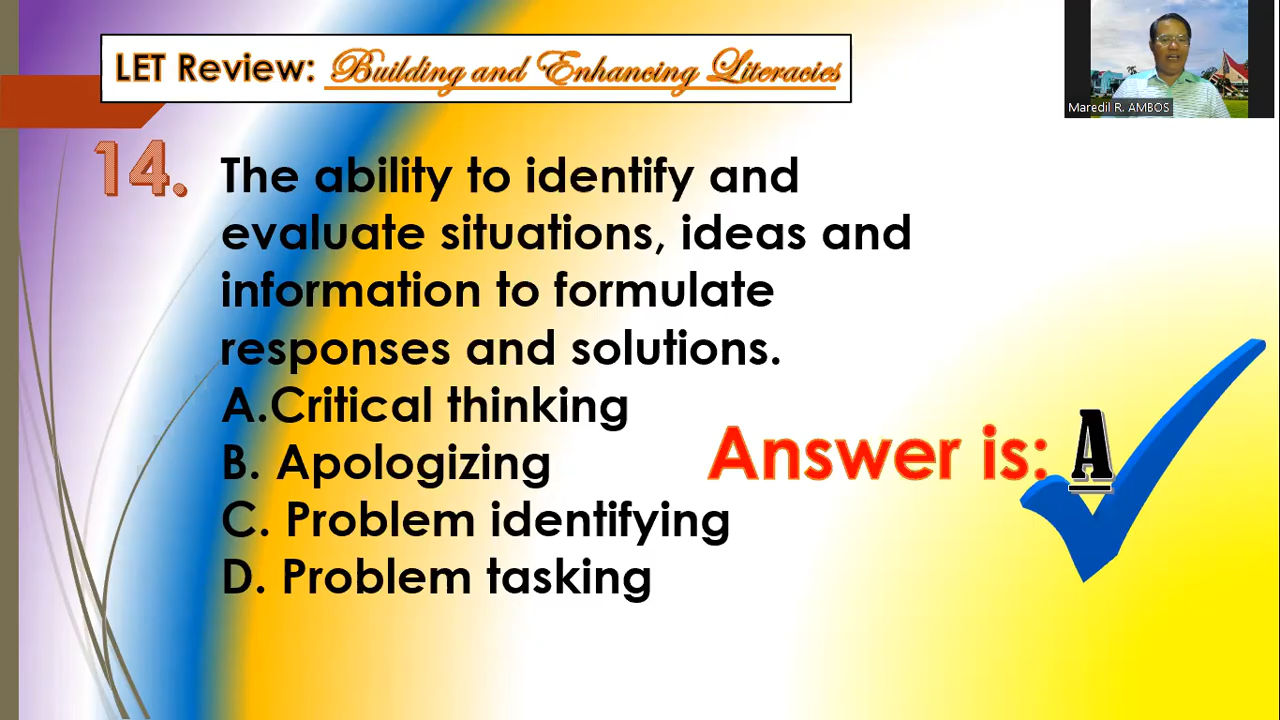 LET Review: Building and Enhancing Literacies
Maredil R. AMBOS
14. The ability to identify and
evaluate situations, ideas and
information to formulate
responses and solutions.
A.Critical thinking
B. Apologizing
C. Problem identifying
D. Problem tasking
Answer is: A